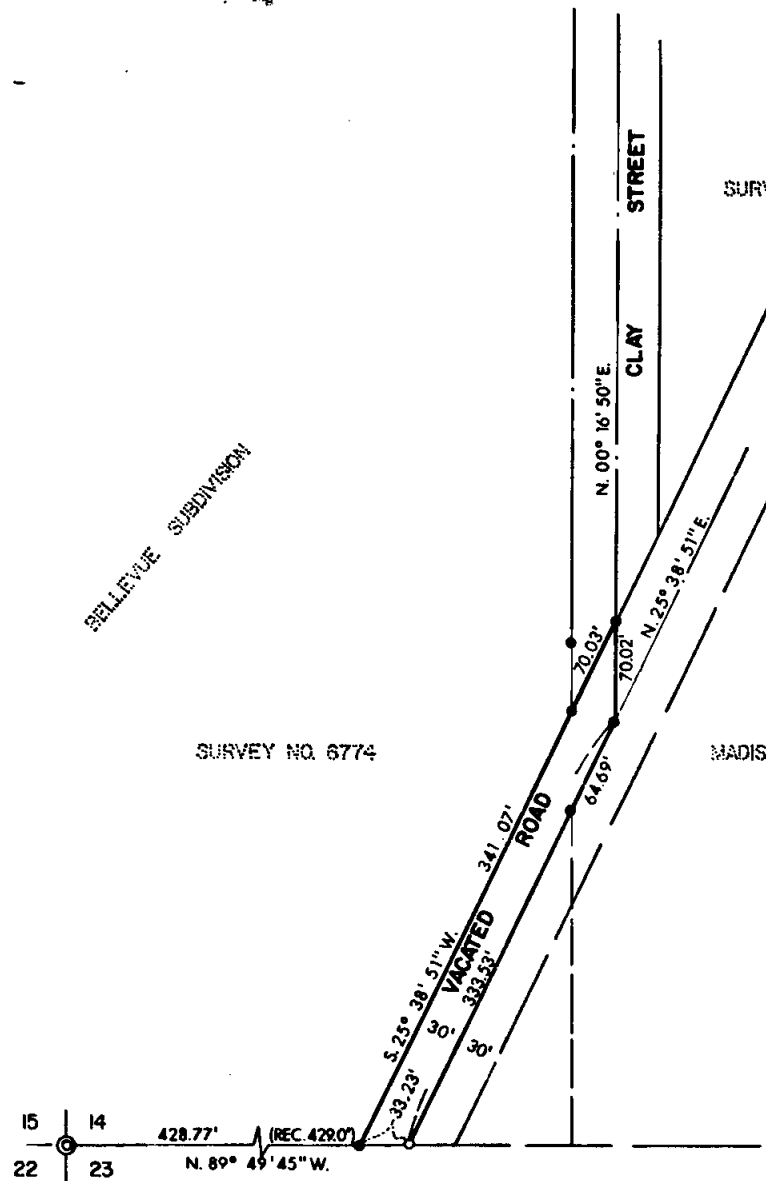 STREET
CLAY
SURV
N. 00° 16' 50" E.
BELLEVUE SUBDIVISION
N. 25° 38' 51" E.
70.03'
70.02'
SURVEY NO. 6774
MADIS
64.69'
341.07'
ROAD
VACATED
S. 25° 38' 51" W.
333.53'
30'
30'
33.23'
15
14
428.77'
(REC. 429.0')
22
23
N. 89° 49' 45" W.